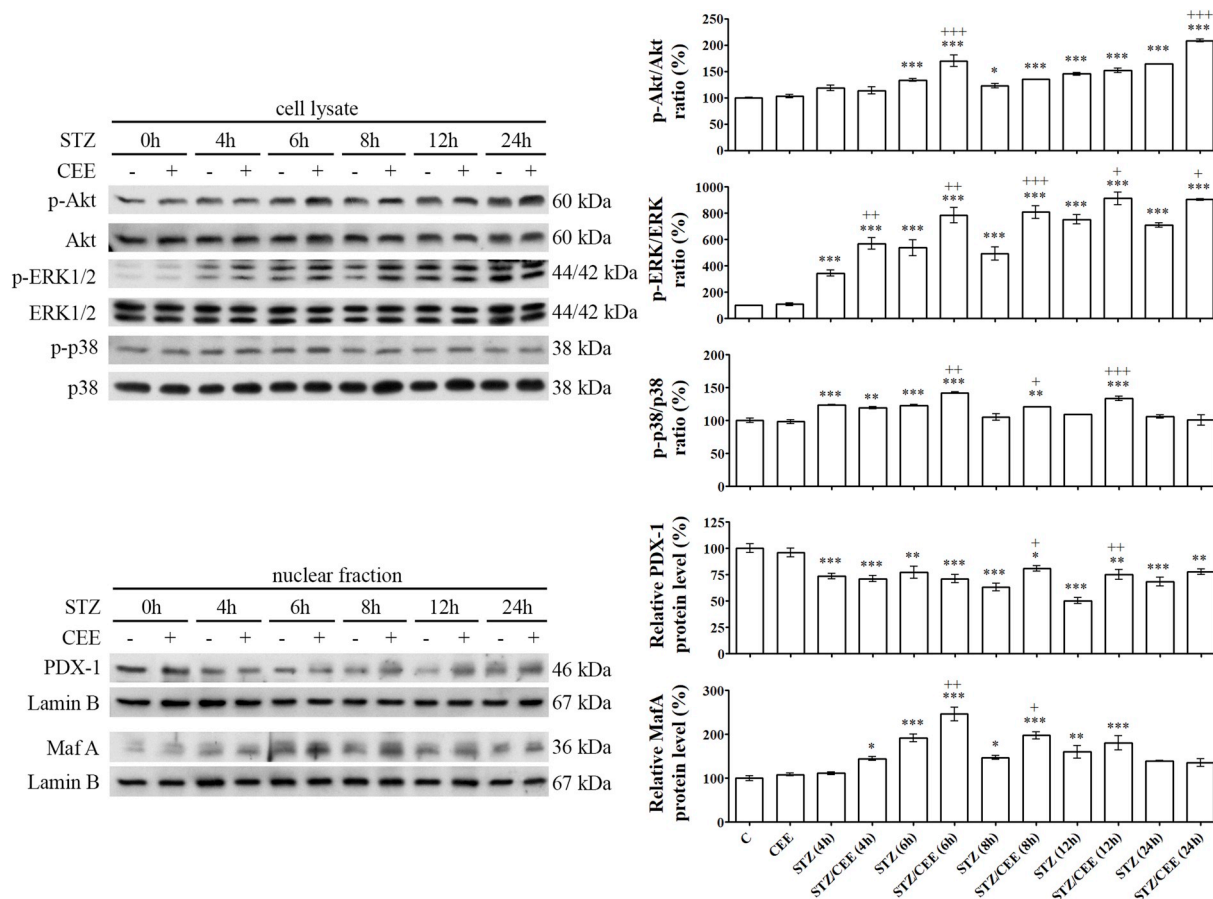 cell lysate
STZ 0h 4h 6h 8h 12h 24h
CEE - + - + - + - + - + - +
p-Akt 60 kDa
Akt 60 kDa
p-ERK1/2 44/42 kDa
ERK1/2 44/42 kDa
p-p38 38 kDa
p38 38 kDa
nuclear fraction
STZ 0h 4h 6h 8h 12h 24h
CEE - + - + - + - + - + - +
PDX-1 46 kDa
Lamin B 67 kDa
Maf A 36 kDa
Lamin B 67 kDa
p-Akt/Akt
ratio (%)
250
200
150
100
50
0
+++ +++
*** *** * *** *** *** *** ***
p-ERK/ERK
ratio (%)
1000
800
600
400
200
0
++ ++ +++ + +
*** *** *** *** *** *** *** *** *** ***
p-p38/p38
ratio (%)
200
150
100
50
0
++ + +++
*** ** *** *** ** ***
Relative PDX-1
protein level (%)
125
100
75
50
25
0
+ ++
*** *** ** *** *** * *** ** *** **
Relative MafA
protein level (%)
300
200
100
0
++ +
* *** *** * *** ** ***
C
CEE
STZ (4h)
STZ/CEE (4h)
STZ (6h)
STZ/CEE (6h)
STZ (8h)
STZ/CEE (8h)
STZ (12h)
STZ/CEE (12h)
STZ (24h)
STZ/CEE (24h)